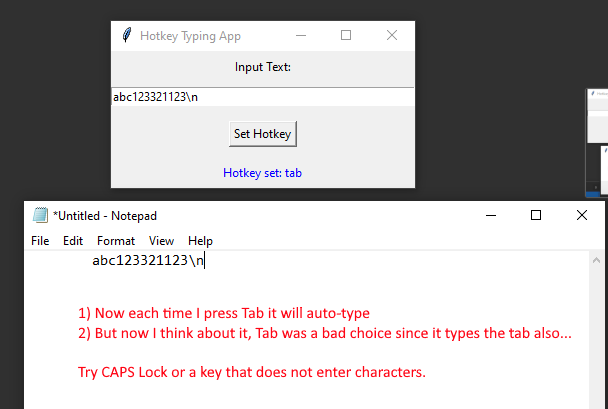 Hotkey Typing App
Input Text:
abc123321123\n
Set Hotkey
Hotkey set: tab
*Untitled - Notepad
File Edit Format View Help
abc123321123\n
1) Now each time I press Tab it will auto-type
2) But now I think about it, Tab was a bad choice since it types the tab also...
Try CAPS Lock or a key that does not enter characters.